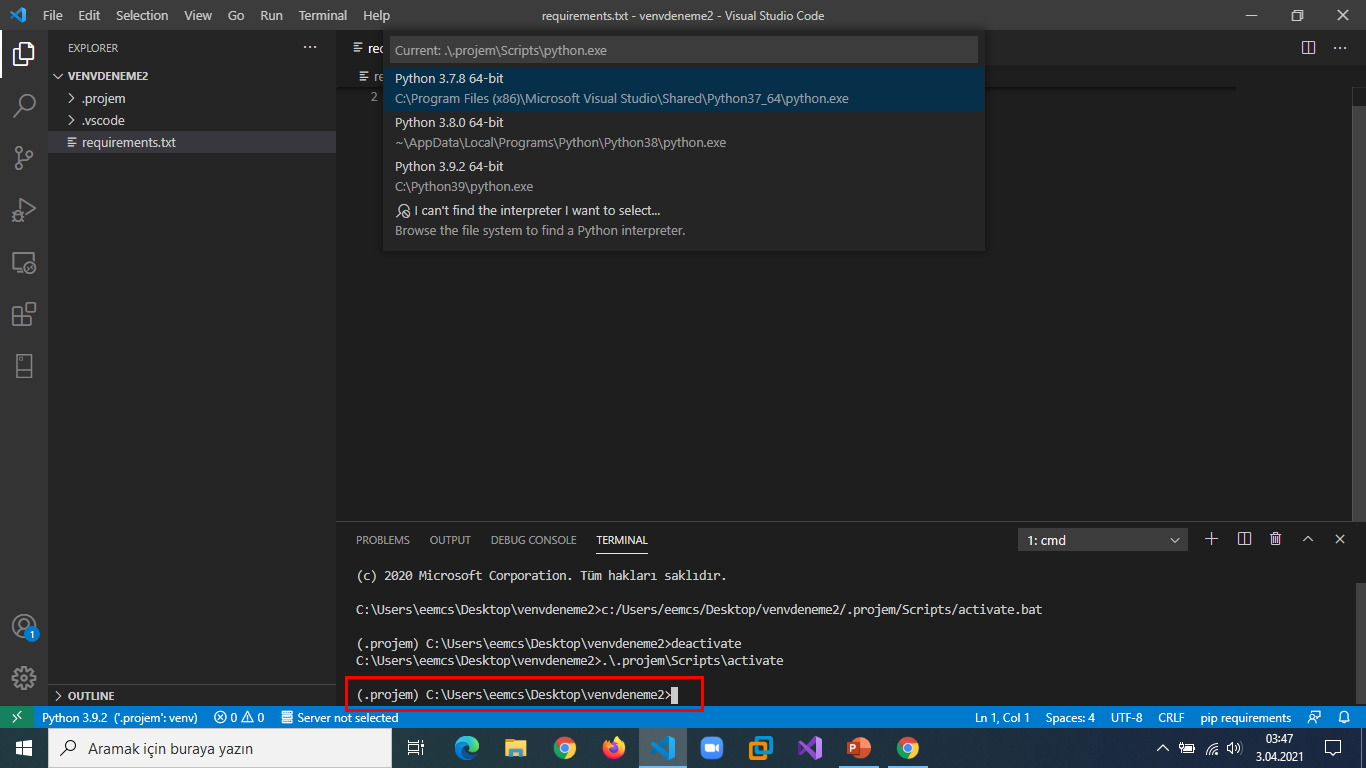 File Edit Selection View Go Run Terminal Help
requirements.txt - venvdeneme2 - Visual Studio Code
EXPLORER
VENVDENEME2
.projem
.vscode
requirements.txt
OUTLINE
Current: .\.projem\Scripts\python.exe
Python 3.7.8 64-bit
C:\Program Files (x86)\Microsoft Visual Studio\Shared\Python37_64\python.exe
Python 3.8.0 64-bit
~\AppData\Local\Programs\Python\Python38\python.exe
Python 3.9.2 64-bit
C:\Python39\python.exe
I can't find the interpreter I want to select...
Browse the file system to find a Python interpreter.
2
PROBLEMS OUTPUT DEBUG CONSOLE TERMINAL
1: cmd
(c) 2020 Microsoft Corporation. Tüm hakları saklıdır.
C:\Users\eemcs\Desktop\venvdeneme2>c:/Users/eemcs/Desktop/venvdeneme2/.projem/Scripts/activate.bat
(.projem) C:\Users\eemcs\Desktop\venvdeneme2>deactivate
C:\Users\eemcs\Desktop\venvdeneme2>.\.projem\Scripts\activate
(.projem) C:\Users\eemcs\Desktop\venvdeneme2>
1
Python 3.9.2 ('.projem': venv) 0 0 Server not selected
Ln 1, Col 1 Spaces: 4 UTF-8 CRLF pip requirements
Aramak için buraya yazın
03:47
3.04.2021